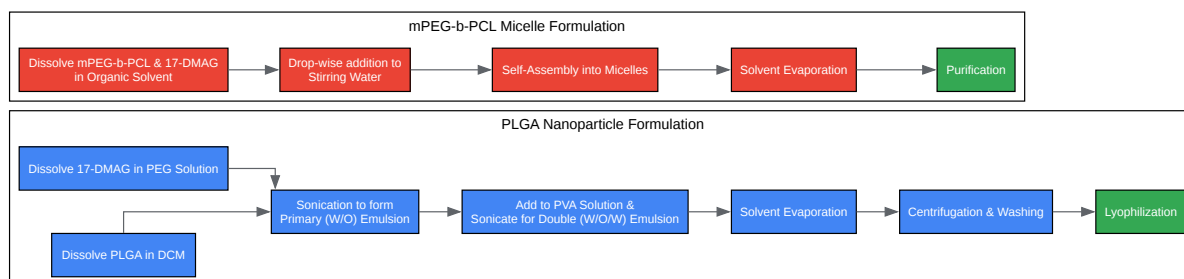 mPEG-b-PCL Micelle Formulation
Dissolve mPEG-b-PCL & 17-DMAG
in Organic Solvent
Drop-wise addition to
Stirring Water
Self-Assembly into Micelles
Solvent Evaporation
Purification
PLGA Nanoparticle Formulation
Dissolve 17-DMAG in PEG Solution
Dissolve PLGA in DCM
Sonication to form
Primary (W/O) Emulsion
Add to PVA Solution &
Sonicate for Double (W/O/W) Emulsion
Solvent Evaporation
Centrifugation & Washing
Lyophilization